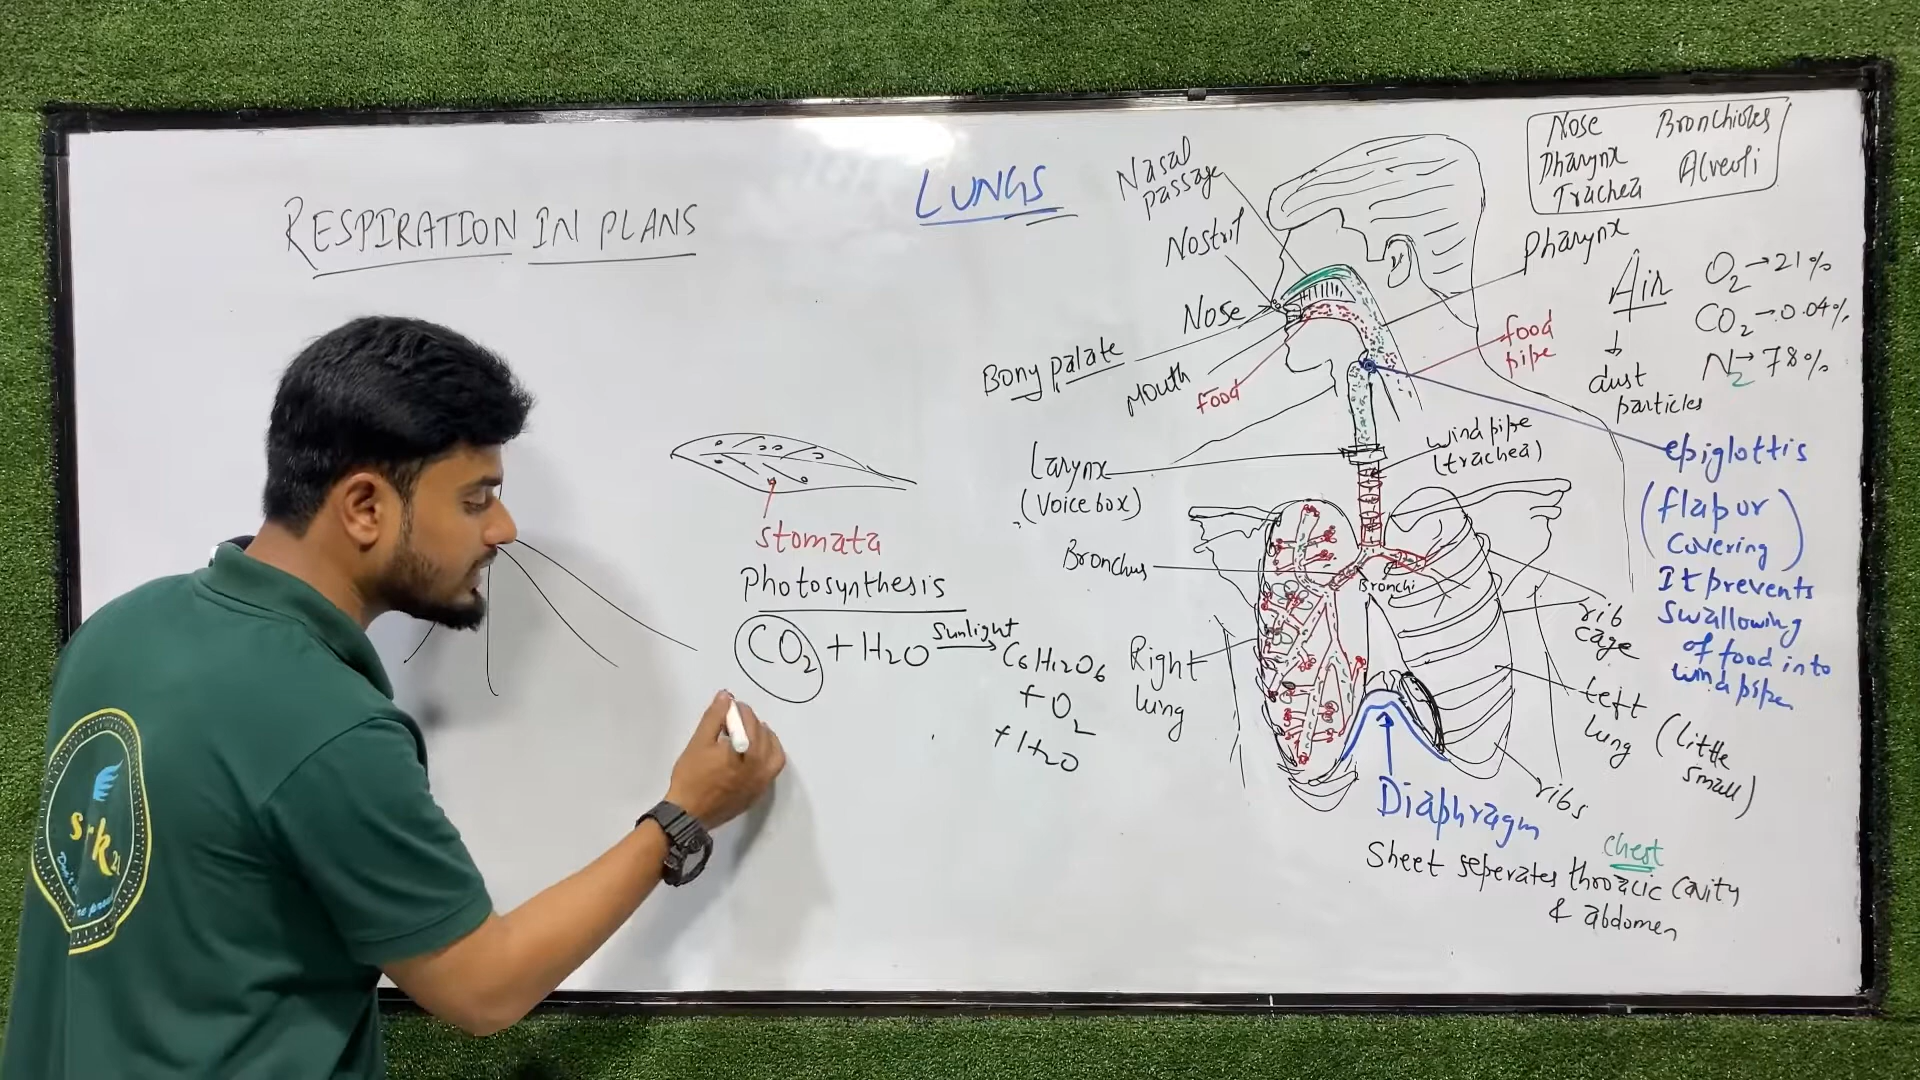 RESPIRATION IN PLANS
stomata
Photosynthesis
CO2 + H2O Sunlight C6H12O6
+ O2
+ H2O
LUNGS
Nasal
passage
Nostril
Nose
Bony palate
Mouth
food
Larynx
(Voice box)
Bronchus
Right
lung
Nose Bronchioles
Pharynx Alveoli
Trachea
Pharynx
Air
dust
particles
O2 → 21%
CO2 → 0.04%
N2 → 78%
food
pipe
wind pipe
(trachea)
Bronchi
epiglottis
(flap or
covering)
It prevents
swallowing
of food into
wind pipe
rib
cage
left
lung (little
small)
ribs
Diaphragm
chest
Sheet seperates throacic cavity
& abdomen
srk